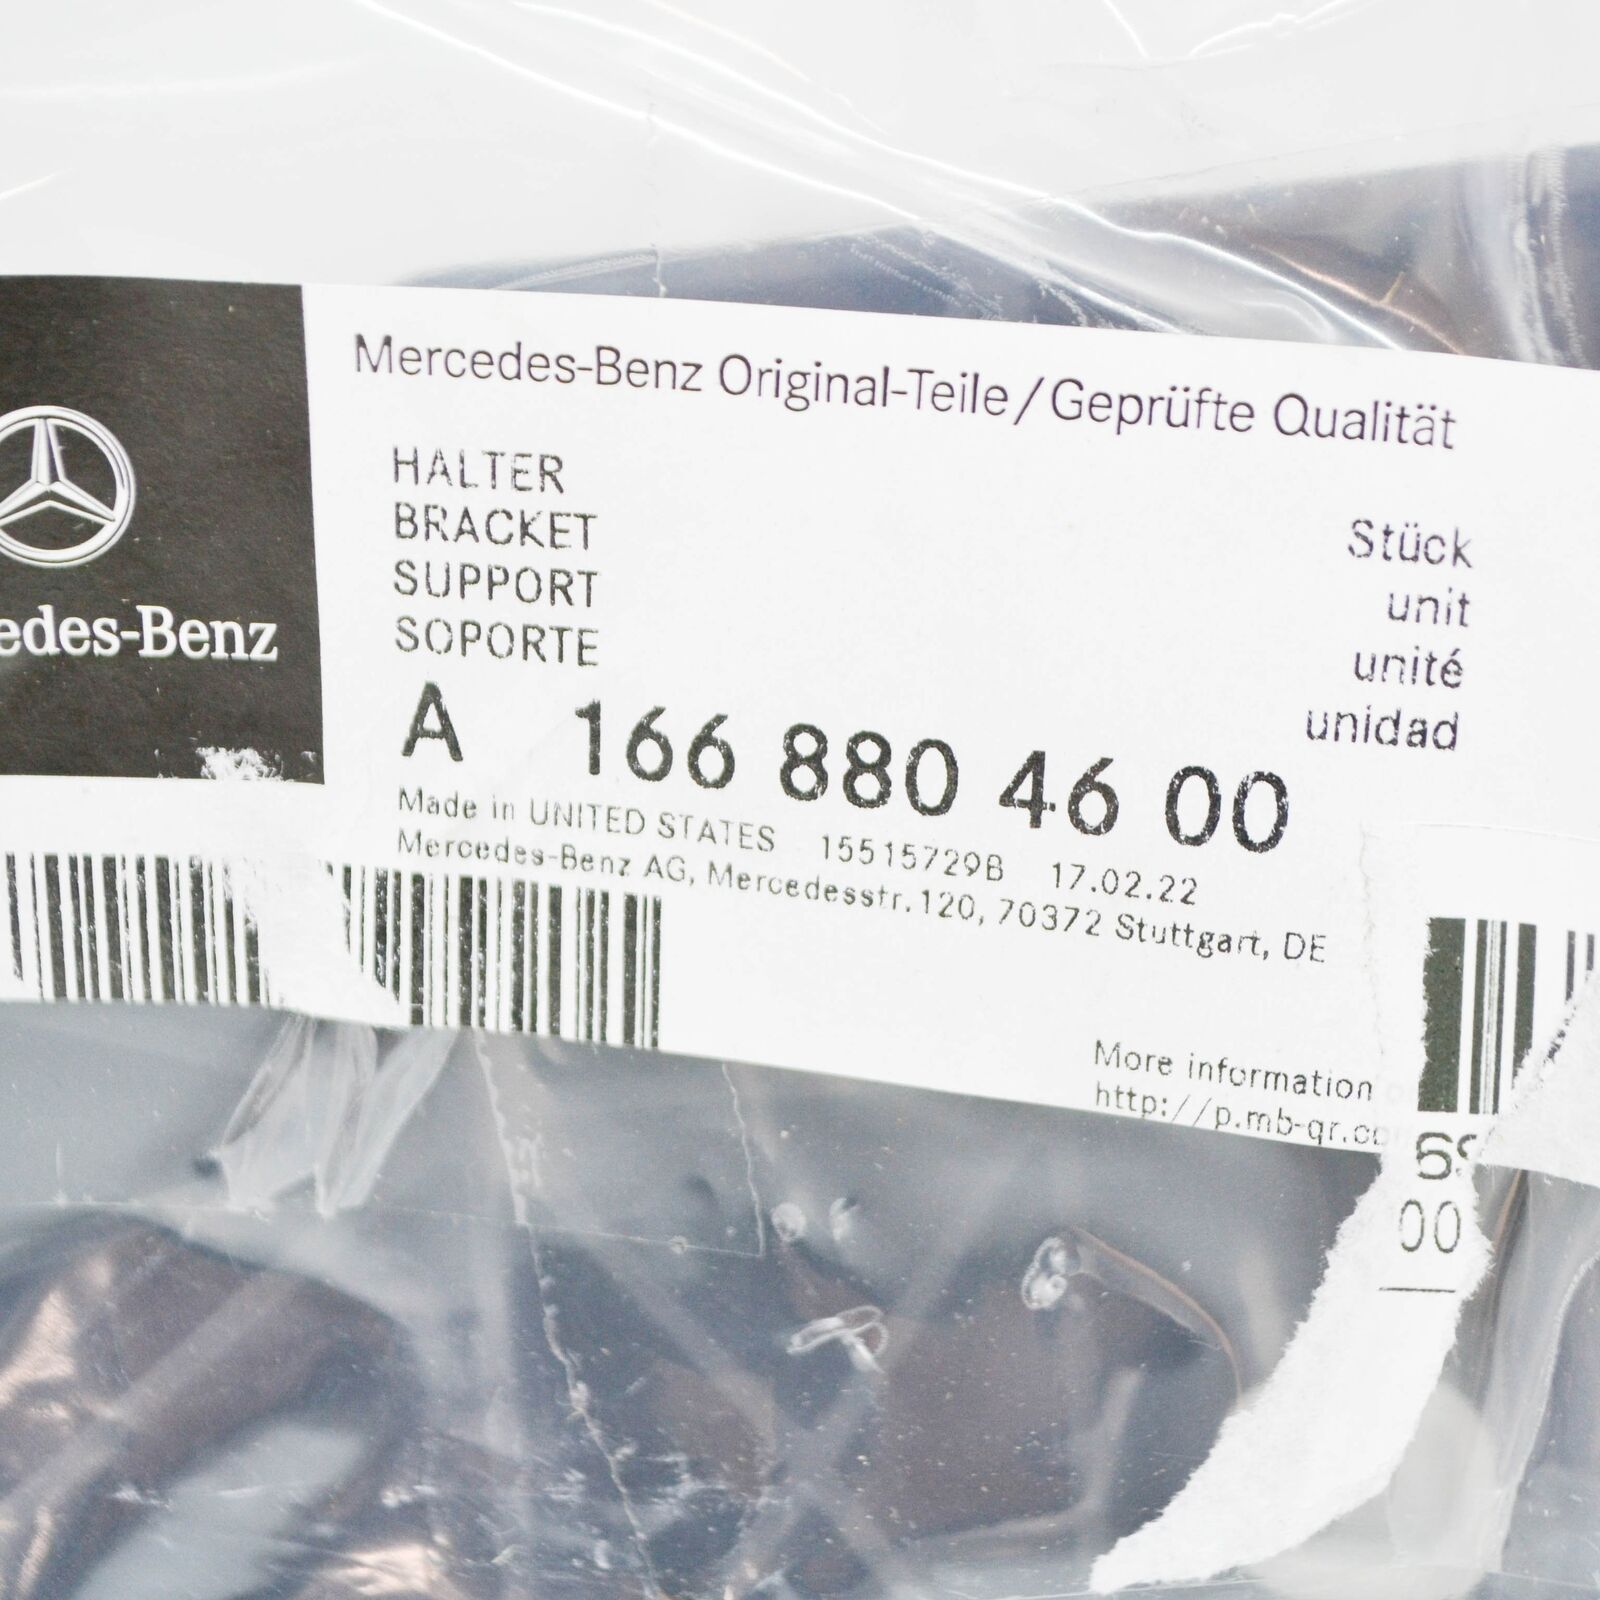 Mercedes-Benz Original-Teile/Geprüfte Qualität
HALTER
BRACKET
SUPPORT
SOPORTE
Stück
unit
unité
unidad
edes-Benz
A 166 880 46 00
Made in UNITED STATES 15515729B 17.02.22
Mercedes-Benz AG, Mercedesstr.120, 70372 Stuttgart, DE
More information
http://p.mb-qr.co
00